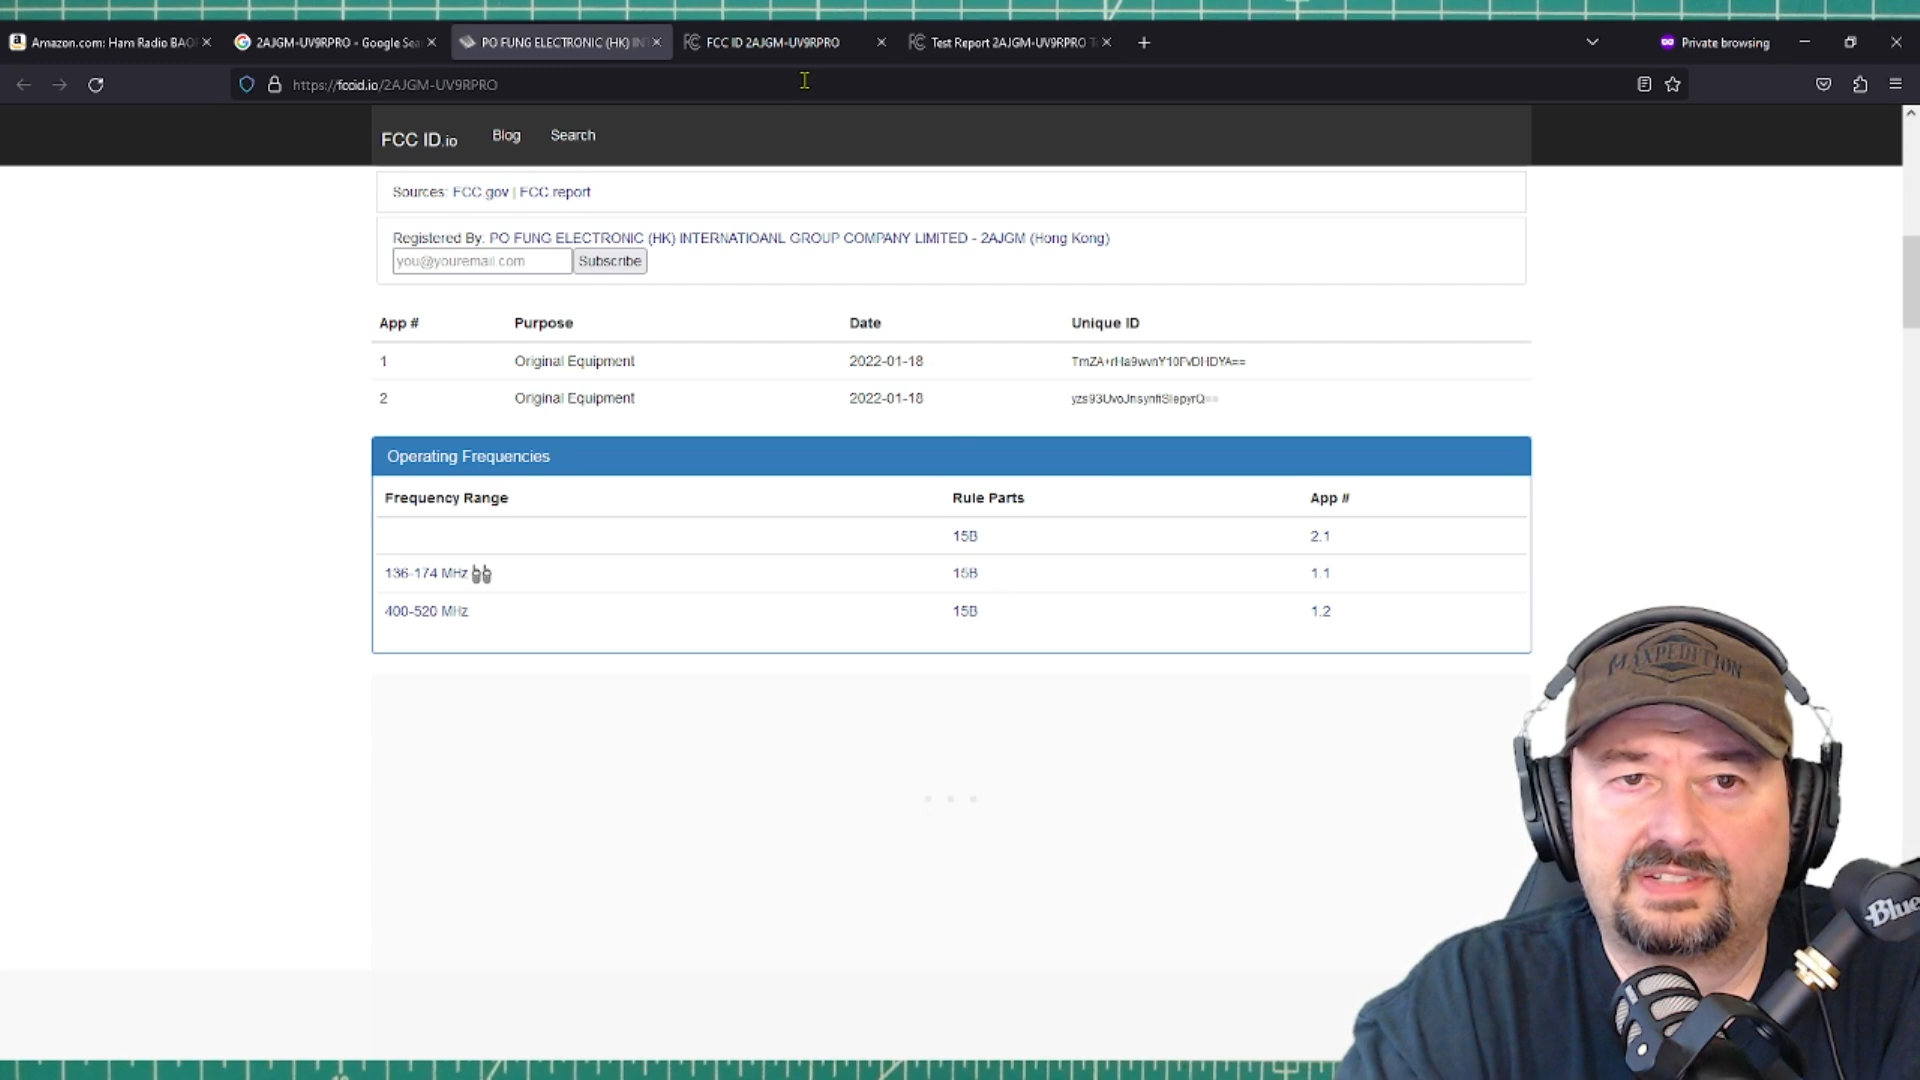 Amazon.com: Ham Radio BAO
2AJGM-UV9RPRO - Google Sea
PO FUNG ELECTRONIC (HK) INT
FCC ID 2AJGM-UV9RPRO
Test Report 2AJGM-UV9RPRO T
Private browsing
https://fccid.io/2AJGM-UV9RPRO
FCC ID.io
Blog
Search
Sources: FCC.gov | FCC.report
Registered By: PO FUNG ELECTRONIC (HK) INTERNATIOANL GROUP COMPANY LIMITED - 2AJGM (Hong Kong)
you@youremail.com Subscribe
App # Purpose Date Unique ID
1 Original Equipment 2022-01-18
2 Original Equipment 2022-01-18
Operating Frequencies
Frequency Range Rule Parts App #
15B 2.1
136-174 MHz 15B 1.1
400-520 MHz 15B 1.2
MAXPEDITION
Blue